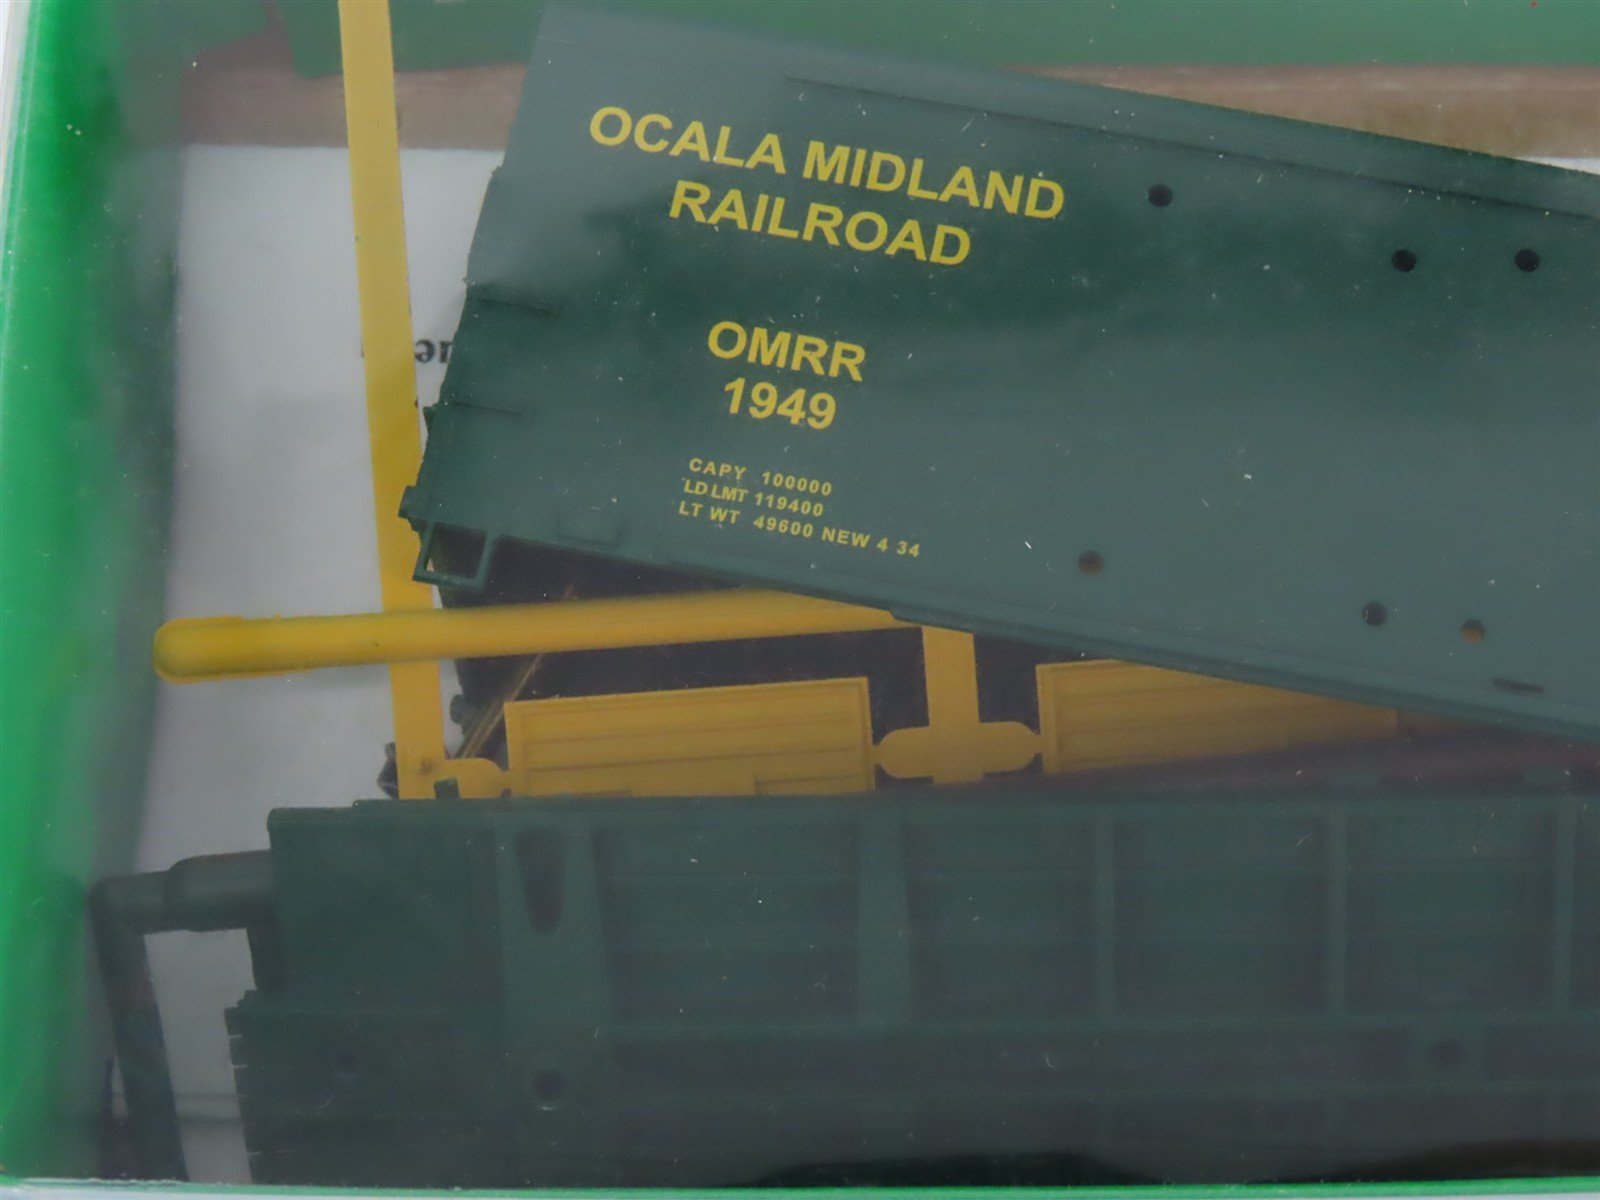 OCALA MIDLAND
RAILROAD
OMRR
1949
CAPY 100000
LD LMT 119400
LT WT 49600 NEW 4 34